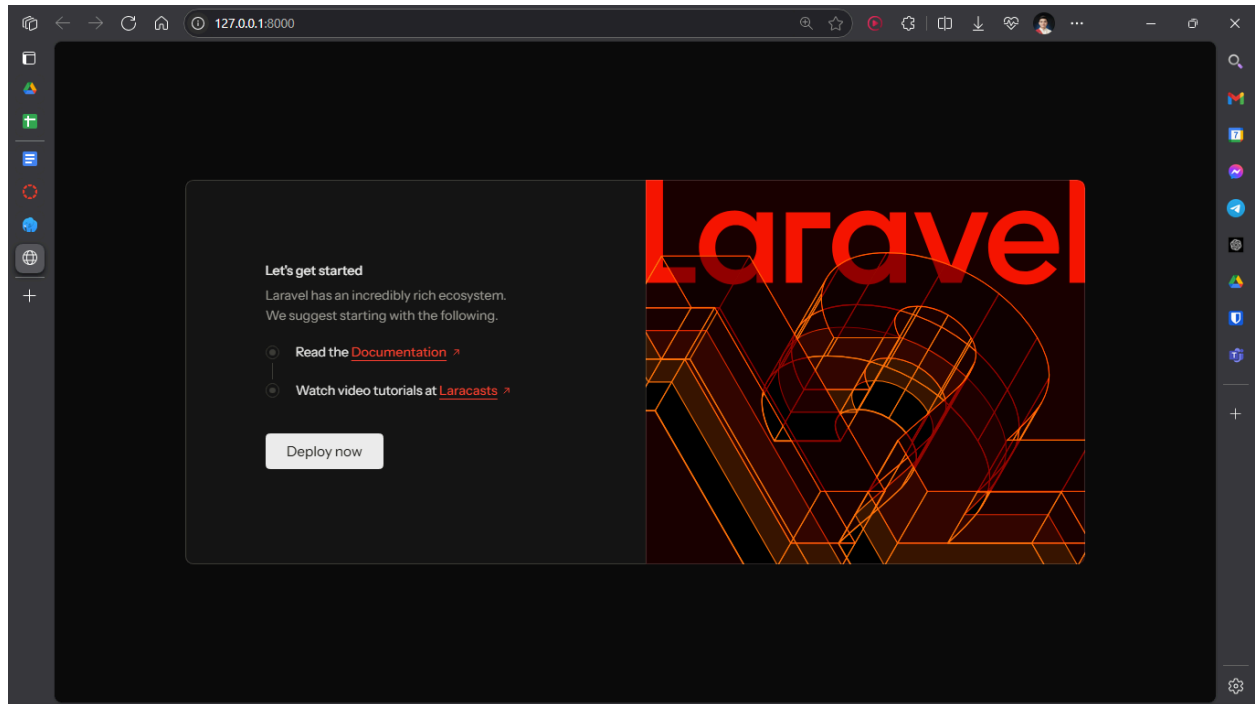 127.0.0.1:8000
Let's get started
Laravel has an incredibly rich ecosystem.
We suggest starting with the following.
Read the Documentation ↗
Watch video tutorials at Laracasts ↗
Deploy now
Laravel